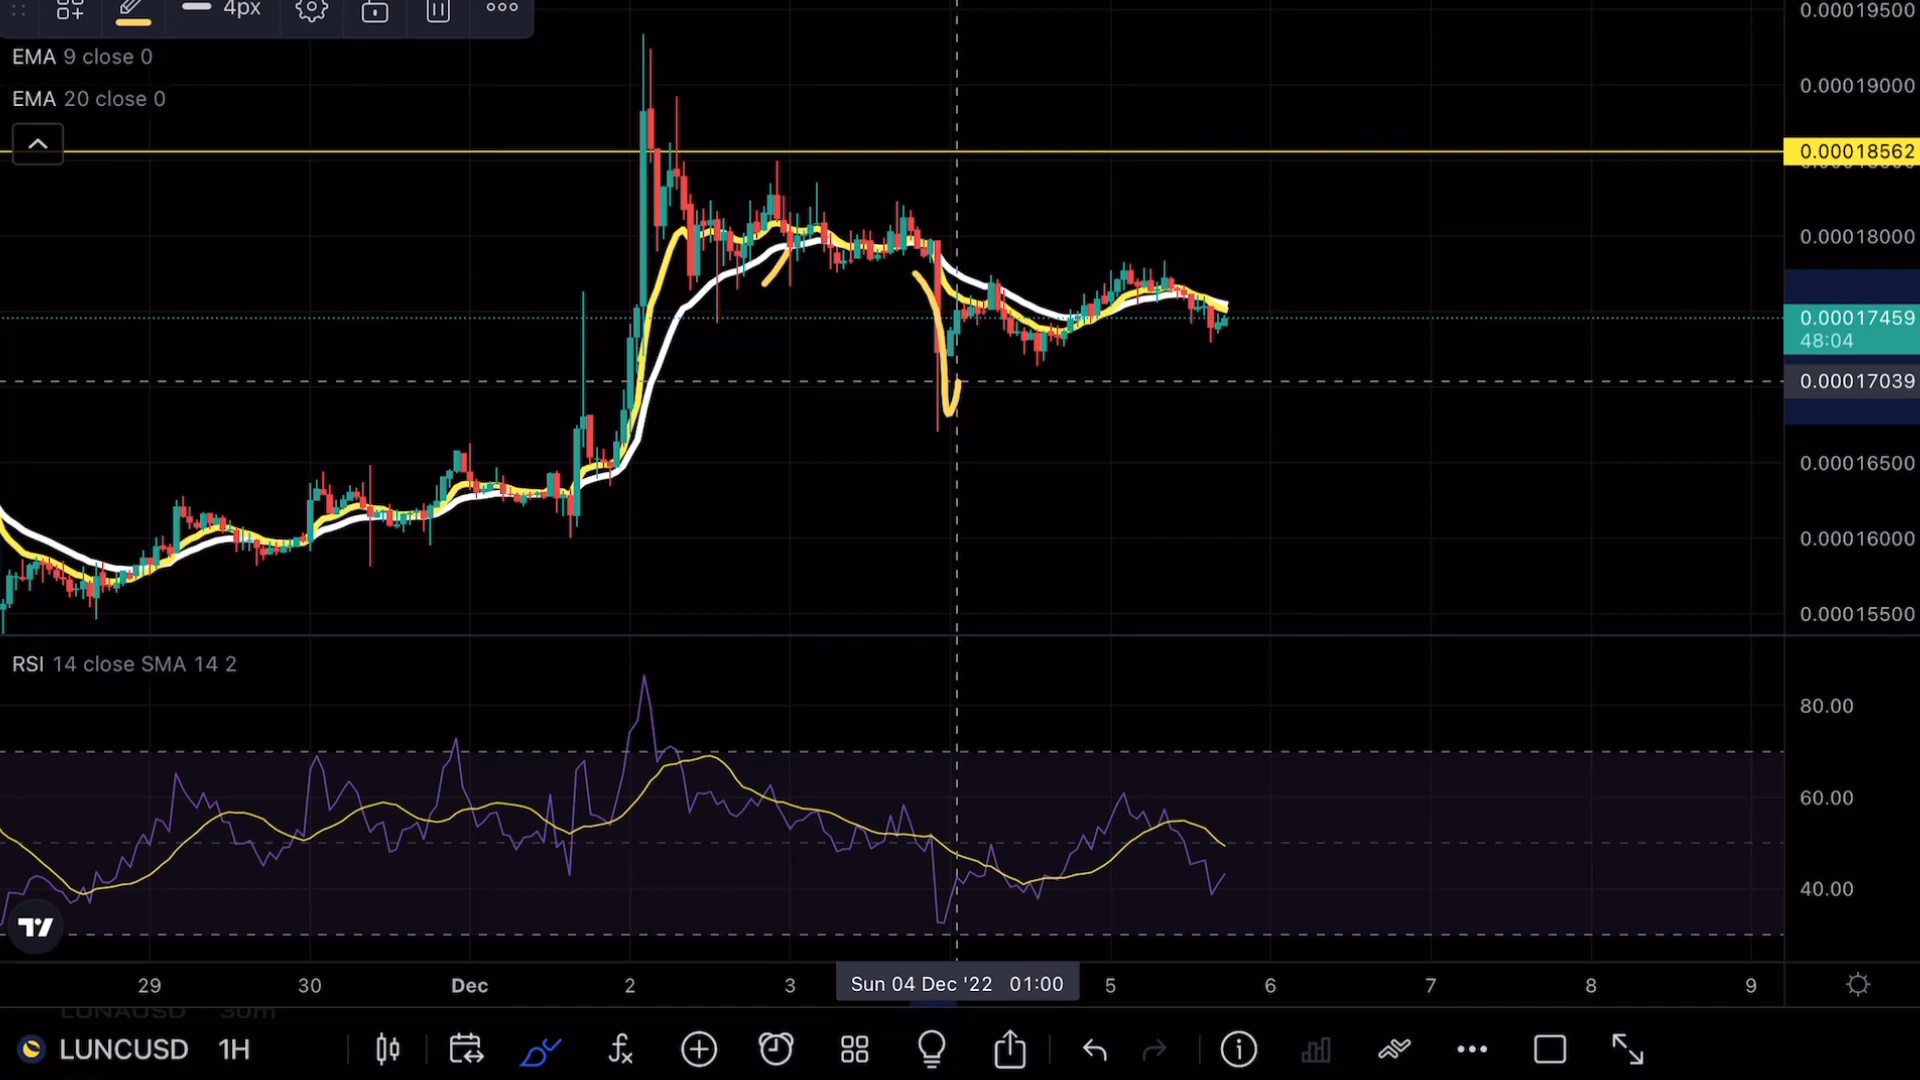 4px
0.00019500
EMA 9 close 0
0.00019000
EMA 20 close 0
0.00018562
0.00018000
0.00017459
48:04
0.00017039
0.00016500
0.00016000
0.00015500
RSI 14 close SMA 14 2
80.00
60.00
40.00
29 30 Dec 2 3 Sun 04 Dec '22 01:00 5 6 7 8 9
LUNAUSD 30m
LUNCUSD 1H